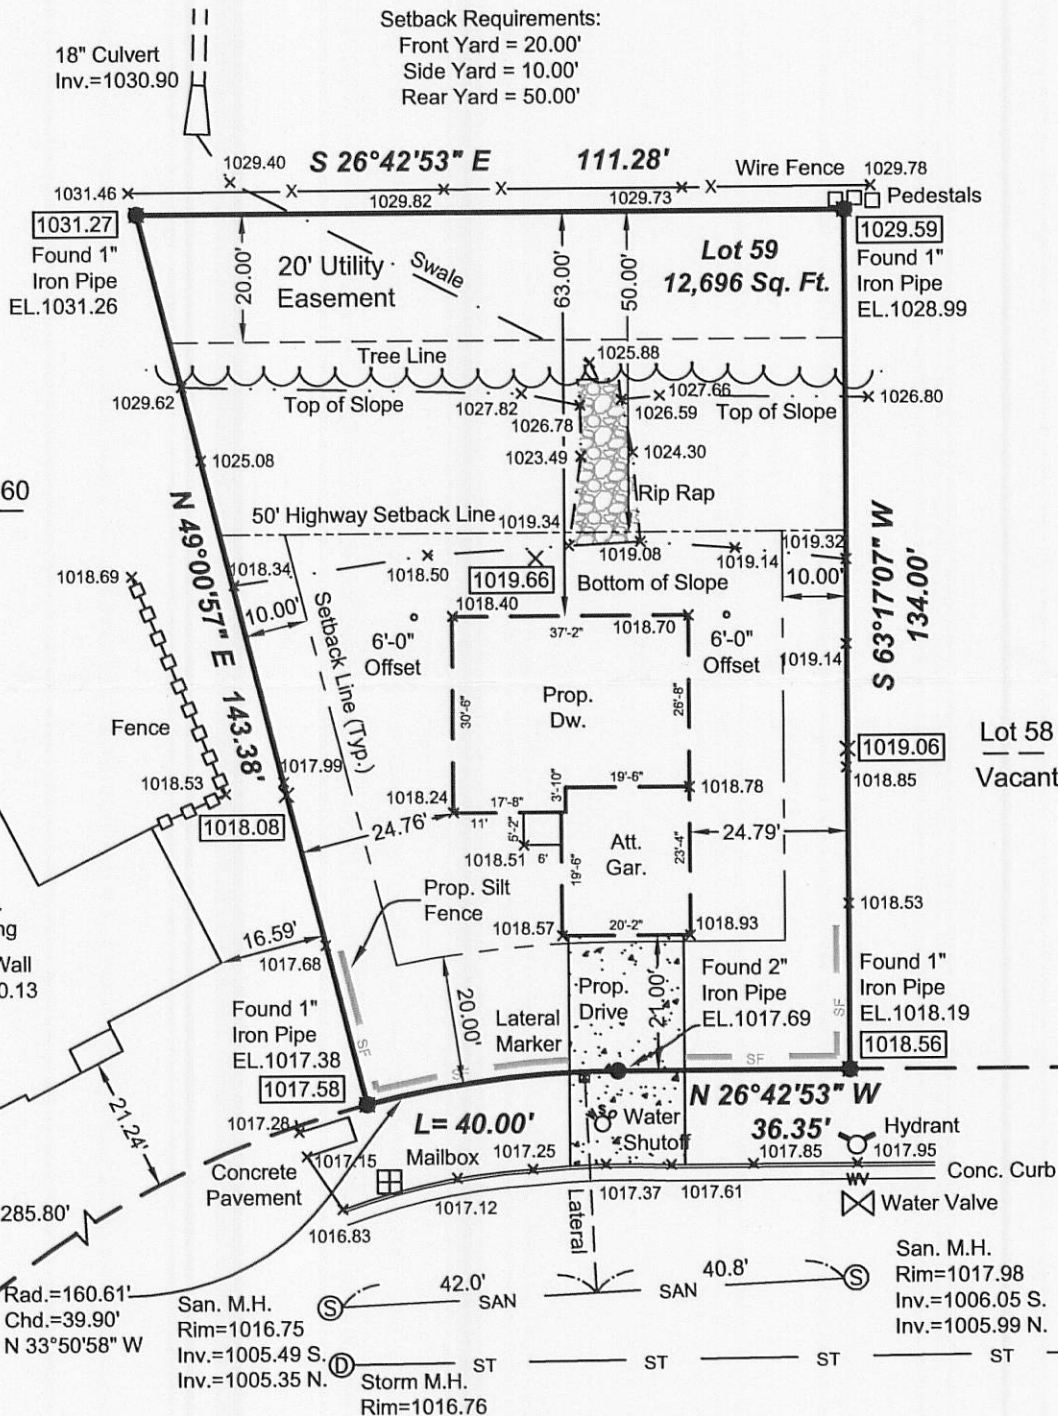 Setback Requirements:
Front Yard = 20.00'
Side Yard = 10.00'
Rear Yard = 50.00'
18" Culvert
Inv.=1030.90
1029.40
S 26°42'53" E
111.28'
Wire Fence
1029.78
1031.46
1029.82
1029.73
Pedestals
1031.27
1029.59
Found 1"
Iron Pipe
EL.1031.26
20.00'
20' Utility
Easement
Swale
63.00'
50.00'
Lot 59
12,696 Sq. Ft.
Found 1"
Iron Pipe
EL.1028.99
Tree Line
1025.88
1029.62
Top of Slope
1027.82
1026.78
1027.66
1026.59
Top of Slope
1026.80
1025.08
1023.49
1024.30
60
N 49°00'57" E 143.38'
Rip Rap
50' Highway Setback Line
1019.34
1019.32
1018.69
1018.34
1018.50
1019.66
1019.08
1019.14
Bottom of Slope
10.00'
10.00'
S 63°17'07" W
134.00'
Setback Line (Typ.)
1018.40
1018.70
6'-0"
Offset
37'-2"
6'-0"
Offset
1019.14
Fence
30'-6"
Prop.
Dw.
26'-8"
1019.06
Lot 58
Vacant
1018.85
1017.99
1018.53
1018.08
1018.24
17'-8"
3'-10"
19'-6"
1018.78
24.76'
11'
5'-2"
6'
1018.51
Att.
Gar.
19'-6"
23'-4"
24.79'
Prop. Silt
Fence
1018.57
20'-2"
1018.93
1018.53
ng
Wall
0.13
16.59'
1017.68
Found 1"
Iron Pipe
EL.1017.38
1017.58
20.00'
Lateral
Marker
Prop.
Drive
21.00'
Found 2"
Iron Pipe
EL.1017.69
Found 1"
Iron Pipe
EL.1018.19
1018.56
SF
SF
SF
SF
21.24'
1017.28
L= 40.00'
Water
Shutoff
N 26°42'53" W
36.35'
Hydrant
1017.15
Mailbox
1017.25
1017.85
1017.95
Concrete
Pavement
Conc. Curb
1017.12
1017.37
1017.61
WV
Water Valve
285.80'
1016.83
Lateral
Rad.=160.61'
Chd.=39.90'
N 33°50'58" W
San. M.H.
Rim=1016.75
Inv.=1005.49 S.
Inv.=1005.35 N.
S
42.0'
SAN
40.8'
SAN
S
San. M.H.
Rim=1017.98
Inv.=1006.05 S.
Inv.=1005.99 N.
D
ST
ST
ST
ST
Storm M.H.
Rim=1016.76